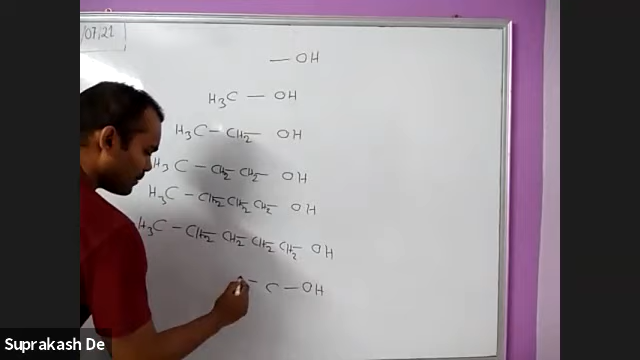 /07/21
— OH
H₃C — OH
H₃C — CH₂ — OH
H₃C — CH₂ — CH₂ — OH
H₃C — CH₂ — CH₂ — CH₂ — OH
H₃C — CH₂ — CH₂ — CH₂ — CH₂ — OH
— C — OH
Suprakash De